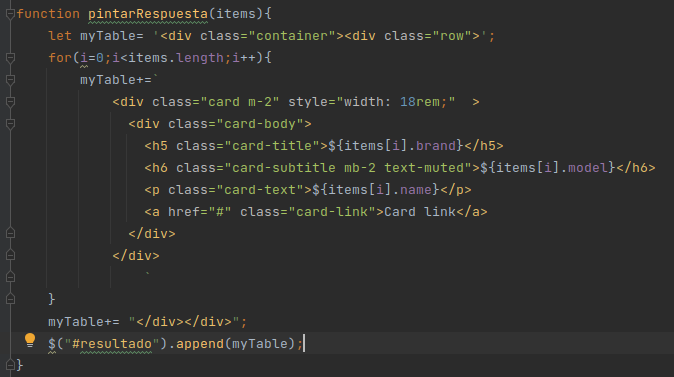 function pintarRespuesta(items){
let myTable= '<div class="container"><div class="row">';
for(i=0;i<items.length;i++){
myTable+=`
<div class="card m-2" style="width: 18rem;"  >
<div class="card-body">
<h5 class="card-title">${items[i].brand}</h5>
<h6 class="card-subtitle mb-2 text-muted">${items[i].model}</h6>
<p class="card-text">${items[i].name}</p>
<a href="#" class="card-link">Card link</a>
</div>
</div>
`
}
myTable+= "</div></div>";
$("#resultado").append(myTable);
}